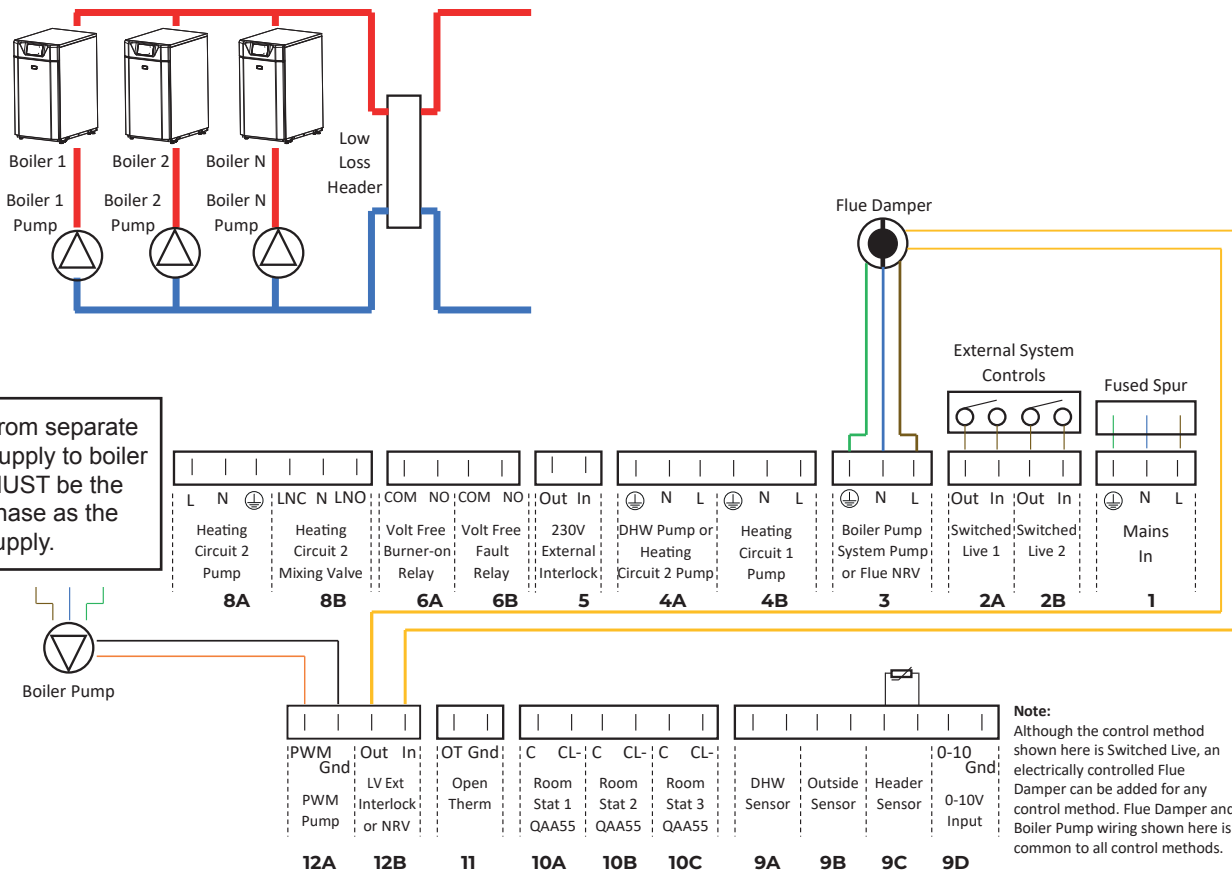 Boiler 1
Boiler 2
Boiler N
Boiler 1
Pump
Boiler 2
Pump
Boiler N
Pump
Low
Loss
Header
Flue Damper
External System
Controls
Fused Spur
rom separate
upply to boiler
MUST be the
hase as the
upply.
L N LNC N LNO COM NO COM NO Out In N L N L N L Out In Out In N L
Heating
Circuit 2
Pump
8A
Heating
Circuit 2
Mixing Valve
8B
Volt Free
Burner-on
Relay
6A
Volt Free
Fault
Relay
6B
230V
External
Interlock
5
DHW Pump or
Heating
Circuit 2 Pump
4A
Heating
Circuit 1
Pump
4B
Boiler Pump
System Pump
or Flue NRV
3
Switched
Live 1
2A
Switched
Live 2
2B
Mains
In
1
Boiler Pump
PWM
Gnd
PWM
Pump
12A
Out In
LV Ext
Interlock
or NRV
12B
OT Gnd
Open
Therm
11
C CL-
Room
Stat 1
QAA55
10A
C CL-
Room
Stat 2
QAA55
10B
C CL-
Room
Stat 3
QAA55
10C
DHW
Sensor
9A
Outside
Sensor
9B
Header
Sensor
9C
0-10
Gnd
0-10V
Input
9D
Note:
Although the control method
shown here is Switched Live, an
electrically controlled Flue
Damper can be added for any
control method. Flue Damper and
Boiler Pump wiring shown here is
common to all control methods.